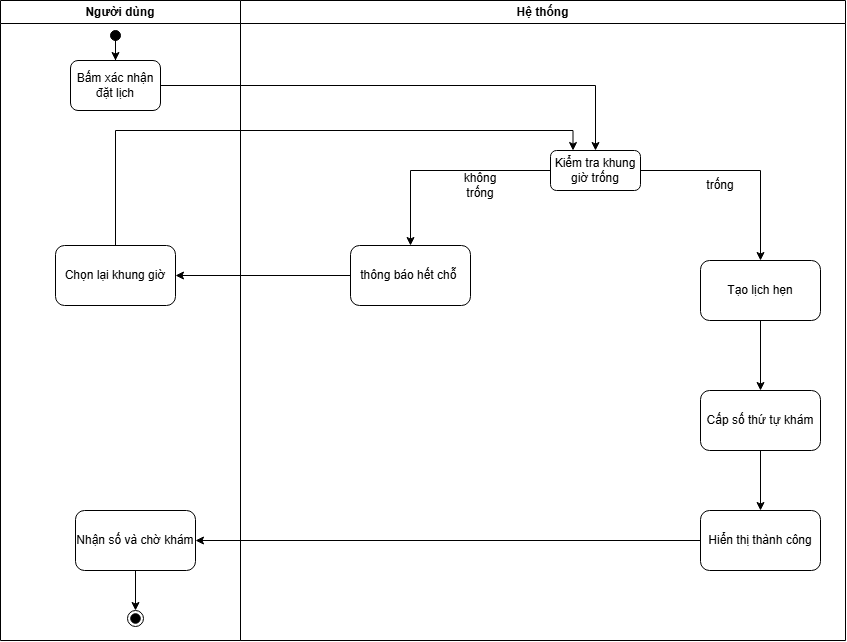 Người dùng
Hệ thống
Bấm xác nhận
đặt lịch
Kiểm tra khung
giờ trống
không
trống
trống
Chọn lại khung giờ
thông báo hết chỗ
Tạo lịch hẹn
Cấp số thứ tự khám
Nhận số và chờ khám
Hiển thị thành công